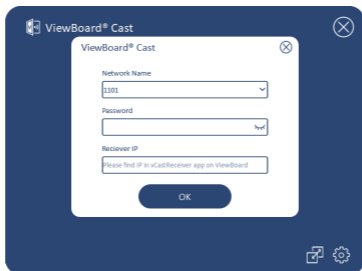 ViewBoard® Cast
ViewBoard® Cast
Network Name
1101
Password
Reciever IP
Please find IP in vCastReceiver app on ViewBoard
OK